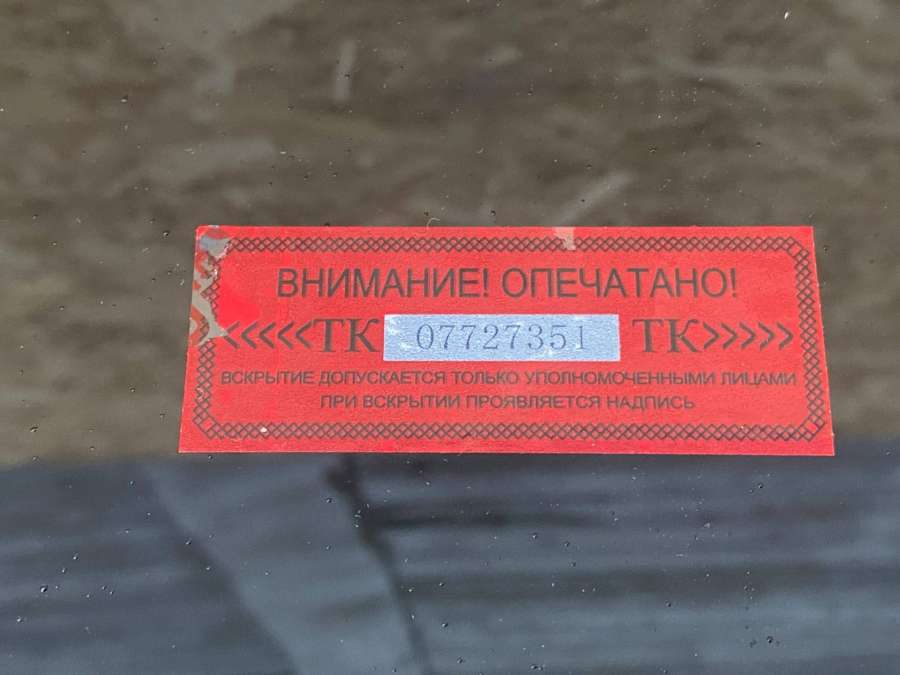 ВНИМАНИЕ! ОПЕЧАТАНО!
<<<<<ТК 07727351 ТК>>>>>
ВСКРЫТИЕ ДОПУСКАЕТСЯ ТОЛЬКО УПОЛНОМОЧЕННЫМИ ЛИЦАМИ
ПРИ ВСКРЫТИИ ПРОЯВЛЯЕТСЯ НАДПИСЬ